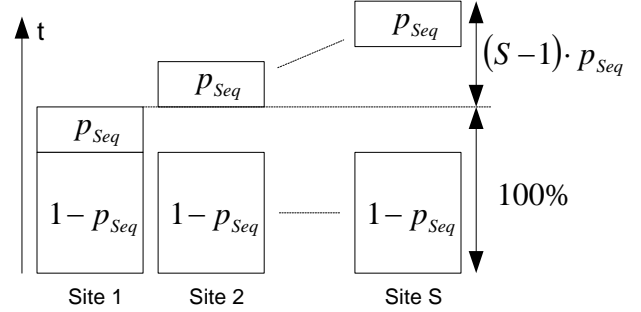 t
p_Seq
(S−1)· p_Seq
p_Seq
p_Seq
1− p_Seq
1− p_Seq
1− p_Seq
100%
Site 1
Site 2
Site S